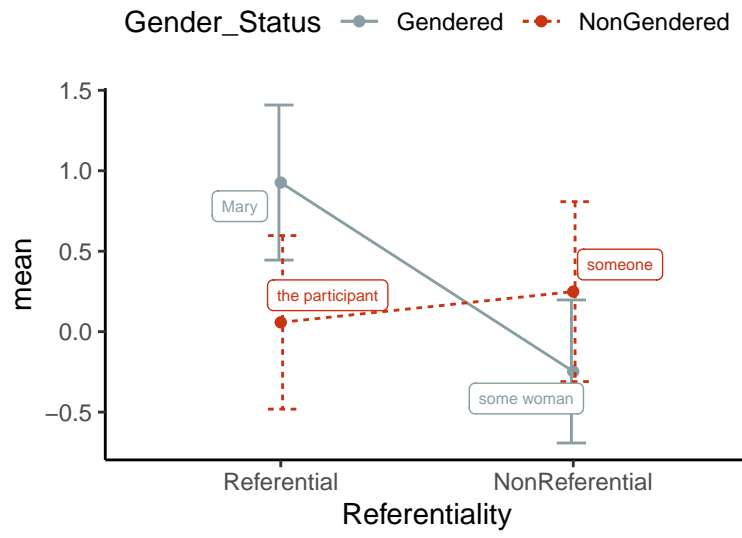 Gender_Status Gendered NonGendered
1.5
1.0
0.5
0.0
−0.5
mean
Mary
the participant
someone
some woman
Referential NonReferential
Referentiality